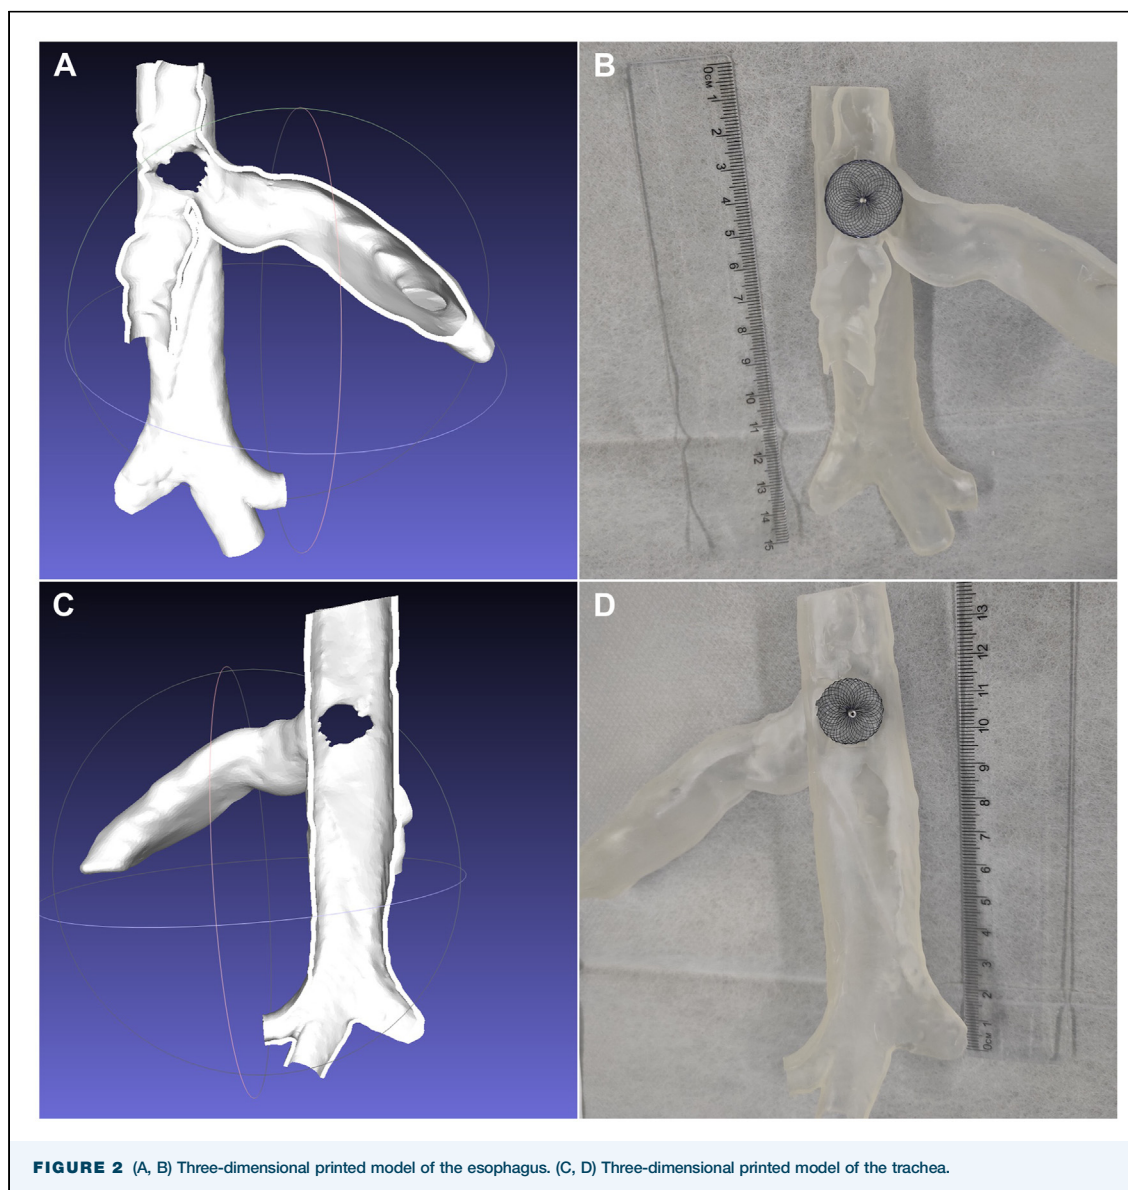 A
B
0CM 1 2 3 4 5 6 7 8 9 10 11 12 13 14 15
C
D
13
12
11
10
9
8
7
6
5
4
3
2
1
0CM
FIGURE 2 (A, B) Three-dimensional printed model of the esophagus. (C, D) Three-dimensional printed model of the trachea.